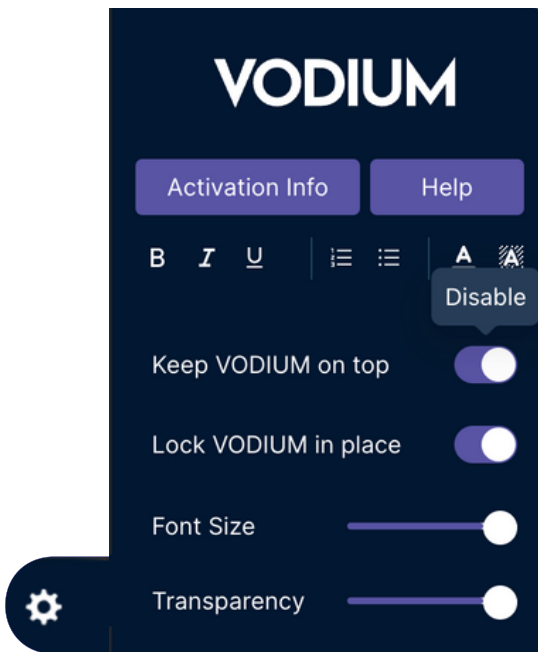 VODIUM
Activation Info Help
B I U A A
Disable
Keep VODIUM on top
Lock VODIUM in place
Font Size
Transparency